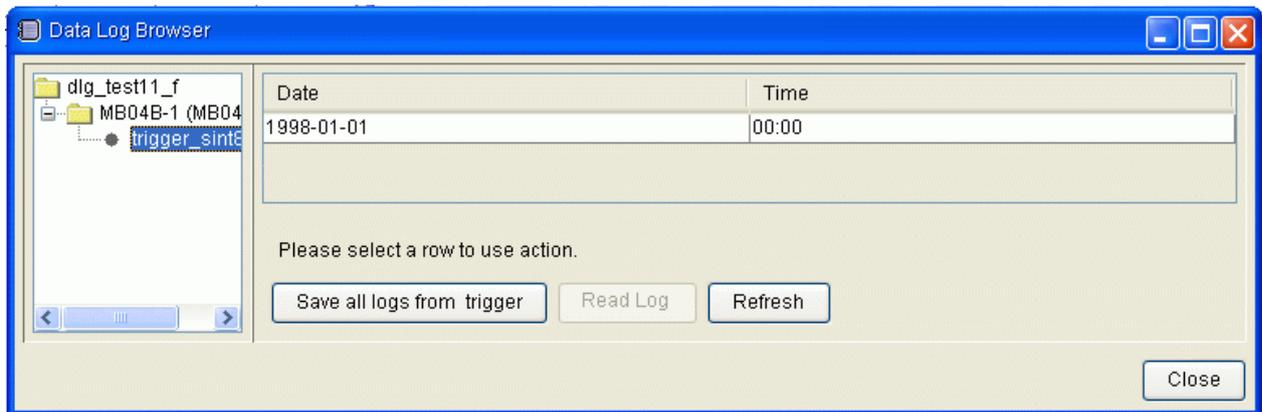 Data Log Browser
dlg_test11_f
MB04B-1 (MB04
trigger_sint8
Date Time
1998-01-01 00:00
Please select a row to use action.
Save all logs from trigger Read Log Refresh
Close